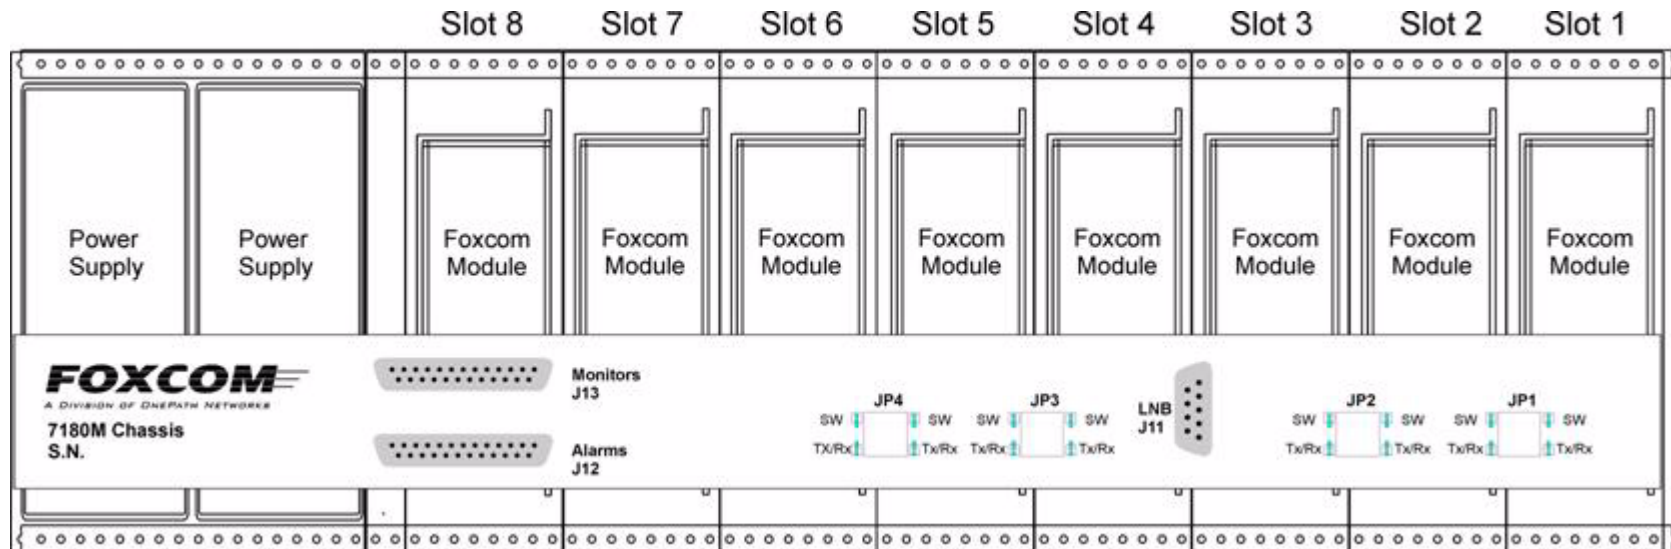 Slot 8 Slot 7 Slot 6 Slot 5 Slot 4 Slot 3 Slot 2 Slot 1
Power Supply
Power Supply
Foxcom Module
Foxcom Module
Foxcom Module
Foxcom Module
Foxcom Module
Foxcom Module
Foxcom Module
Foxcom Module
FOXCOM
A DIVISION OF ONEPATH NETWORKS
7180M Chassis
S.N.
Monitors
J13
Alarms
J12
JP4
SW SW
TX/Rx Tx/Rx
JP3
SW SW
Tx/Rx Tx/Rx
LNB
J11
JP2
SW SW
Tx/Rx Tx/Rx
JP1
SW SW
Tx/Rx Tx/Rx